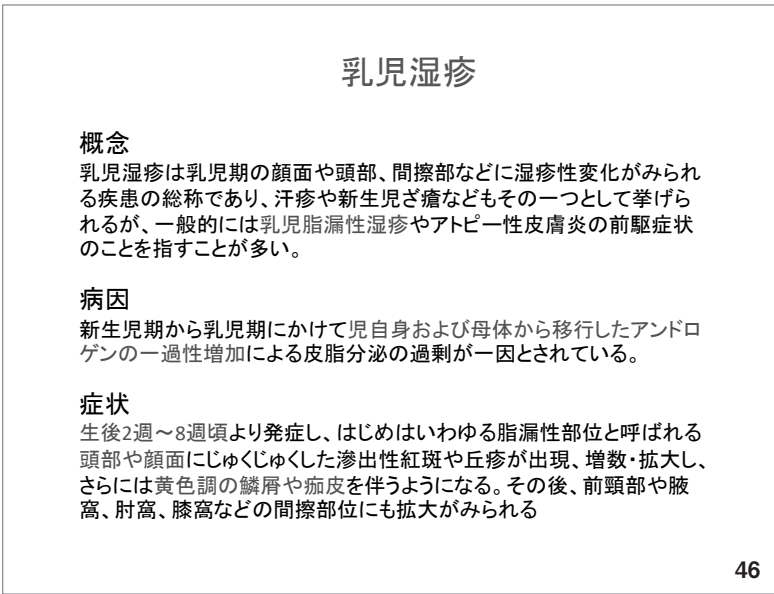 乳児湿疹
概念
乳児湿疹は乳児期の顔面や頭部、間擦部などに湿疹性変化がみられ
る疾患の総称であり、汗疹や新生児ざ瘡などもその一つとして挙げら
れるが、一般的には乳児脂漏性湿疹やアトピー性皮膚炎の前駆症状
のことを指すことが多い。
病因
新生児期から乳児期にかけて児自身および母体から移行したアンドロ
ゲンの一過性増加による皮脂分泌の過剰が一因とされている。
症状
生後2週～8週頃より発症し、はじめはいわゆる脂漏性部位と呼ばれる
頭部や顔面にじゅくじゅくした滲出性紅斑や丘疹が出現、増数・拡大し、
さらには黄色調の鱗屑や痂皮を伴うようになる。その後、前頸部や腋
窩、肘窩、膝窩などの間擦部位にも拡大がみられる
46